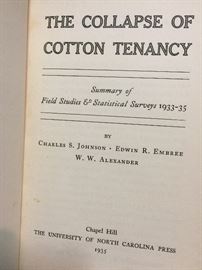 THE COLLAPSE OF
COTTON TENANCY
Summary of
Field Studies & Statistical Surveys 1933-35
BY
CHARLES S. JOHNSON · EDWIN R. EMBREE
W. W. ALEXANDER
Chapel Hill
THE UNIVERSITY OF NORTH CAROLINA PRESS
1935